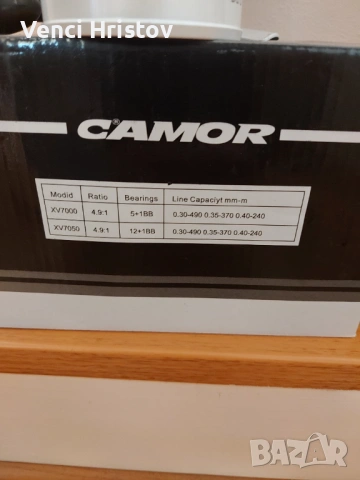 Venci Hristov
CAMOR
Modid Ratio Bearings Line Capaciyt mm-m
XV7000 4.9:1 5+1BB 0.30-490 0.35-370 0.40-240
XV7050 4.9:1 12+1BB 0.30-490 0.35-370 0.40-240
BAZAR